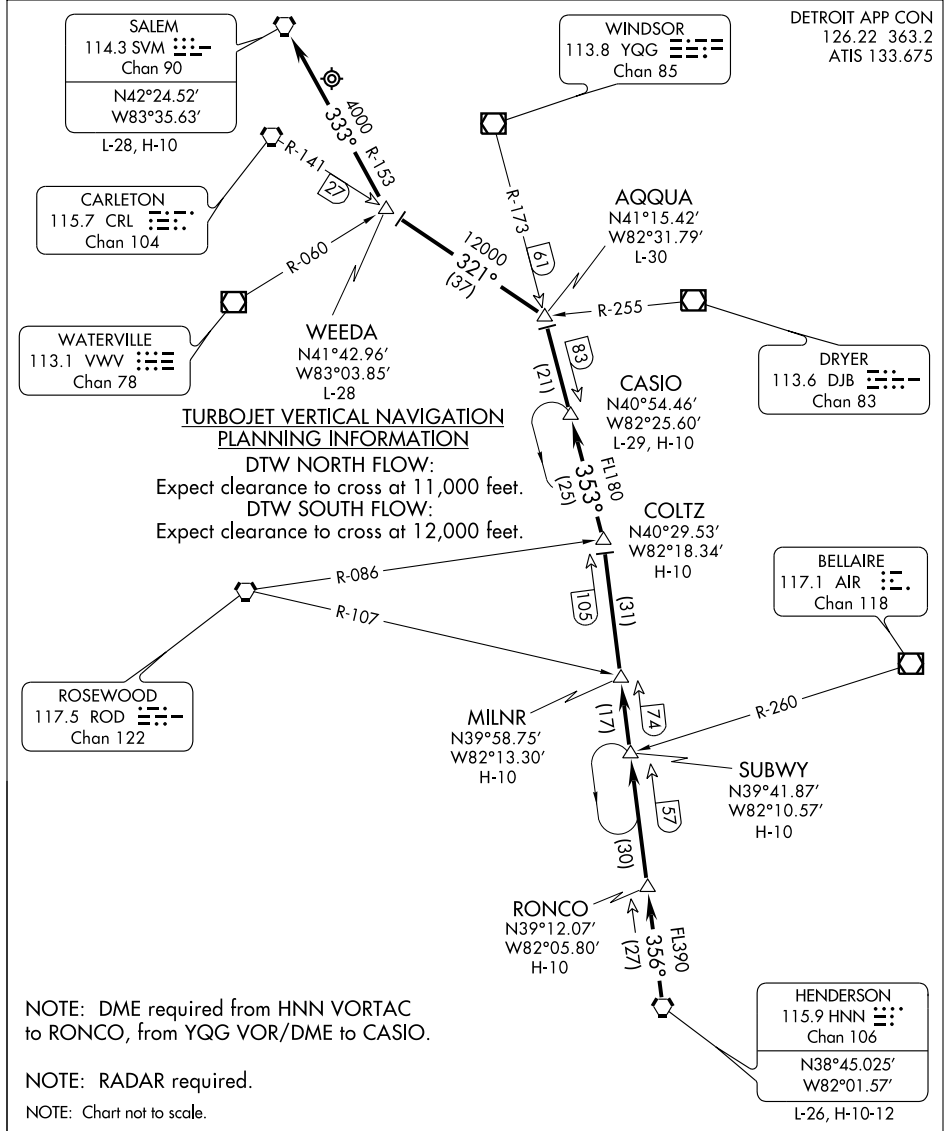 DETROIT APP CON
126.22 363.2
ATIS 133.675
SALEM
114.3 SVM
Chan 90
N42°24.52′
W83°35.63′
L-28, H-10
WINDSOR
113.8 YQG
Chan 85
4000
333°
R-153
R-141
27
CARLETON
115.7 CRL
Chan 104
R-173
61
AQQUA
N41°15.42′
W82°31.79′
L-30
R-060
12000
321°
(37)
R-255
WATERVILLE
113.1 VWV
Chan 78
WEEDA
N41°42.96′
W83°03.85′
L-28
83
(21)
DRYER
113.6 DJB
Chan 83
CASIO
N40°54.46′
W82°25.60′
L-29, H-10
TURBOJET VERTICAL NAVIGATION
PLANNING INFORMATION
DTW NORTH FLOW:
Expect clearance to cross at 11,000 feet.
DTW SOUTH FLOW:
Expect clearance to cross at 12,000 feet.
FL180
353°
(25)
COLTZ
N40°29.53′
W82°18.34′
H-10
R-086
R-107
105
(31)
BELLAIRE
117.1 AIR
Chan 118
ROSEWOOD
117.5 ROD
Chan 122
MILNR
N39°58.75′
W82°13.30′
H-10
(17)
74
R-260
SUBWY
N39°41.87′
W82°10.57′
H-10
57
(30)
RONCO
N39°12.07′
W82°05.80′
H-10
FL390
356°
(27)
HENDERSON
115.9 HNN
Chan 106
N38°45.025′
W82°01.57′
L-26, H-10-12
NOTE: DME required from HNN VORTAC
to RONCO, from YQG VOR/DME to CASIO.
NOTE: RADAR required.
NOTE: Chart not to scale.